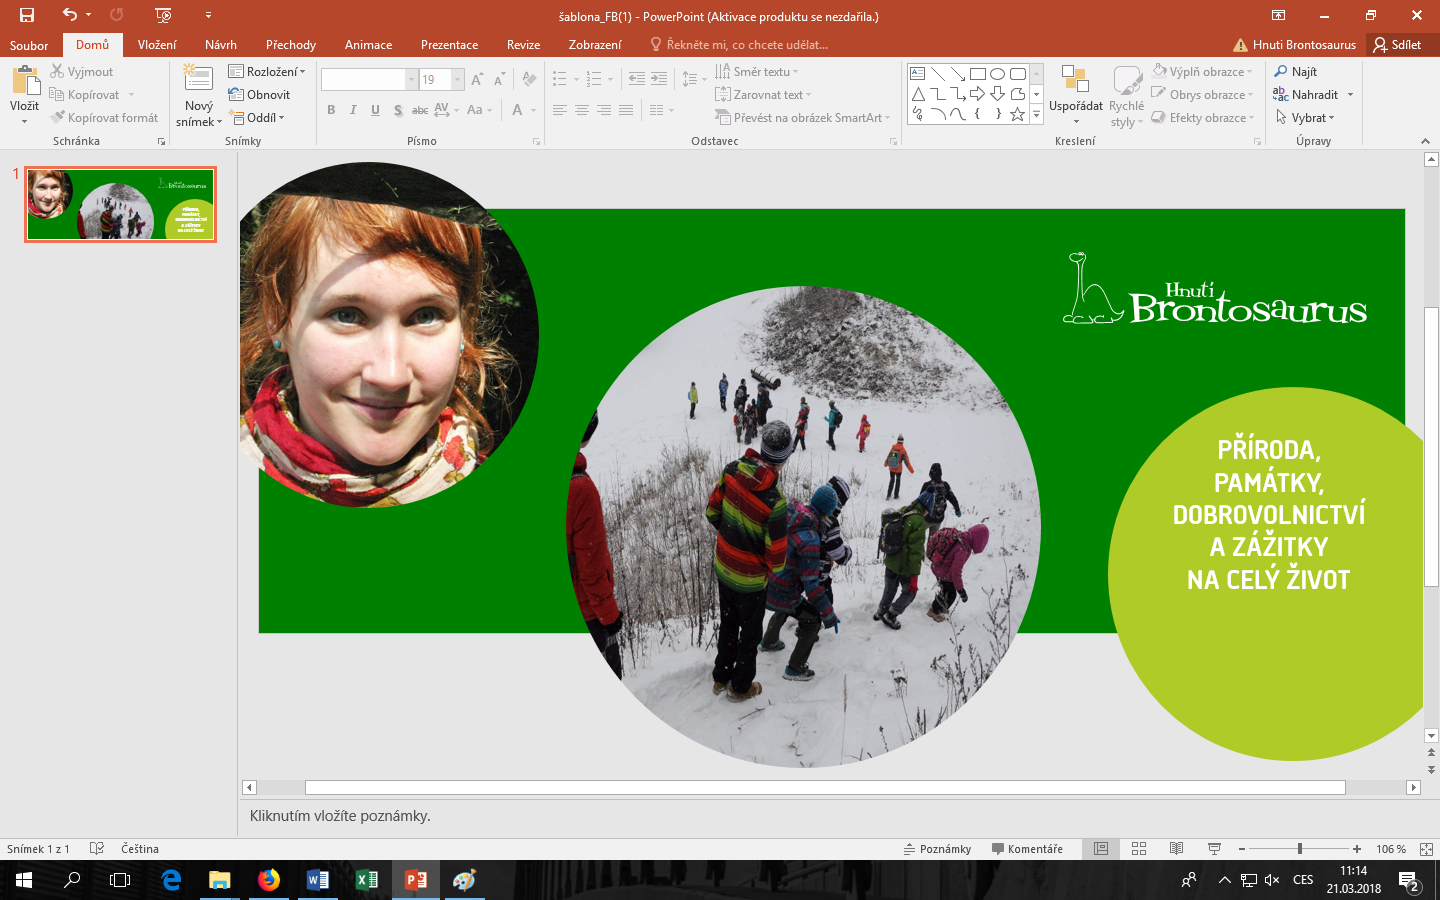 šablona_FB(1) - PowerPoint (Aktivace produktu se nezdařila.)
Soubor
Domů
Vložení
Návrh
Přechody
Animace
Prezentace
Revize
Zobrazení
Řekněte mi, co chcete udělat...
Hnuti Brontosaurus
Sdílet
Vložit
Vyjmout
Kopírovat
Kopírovat formát
Schránka
Nový
snímek
Rozložení
Obnovit
Oddíl
Snímky
19
B I U S abc AV Aa A
Písmo
Směr textu
Zarovnat text
Převést na obrázek SmartArt
Odstavec
Uspořádat
Rychlé
styly
Výplň obrazce
Obrys obrazce
Efekty obrazce
Kreslení
Najít
Nahradit
Vybrat
Úpravy
1
Hnutí
Brontosaurus
PŘÍRODA,
PAMÁTKY,
DOBROVOLNICTVÍ
A ZÁŽITKY
NA CELÝ ŽIVOT
Kliknutím vložíte poznámky.
Snímek 1 z 1
Čeština
Poznámky
Komentáře
106 %
CES
11:14
21.03.2018
2